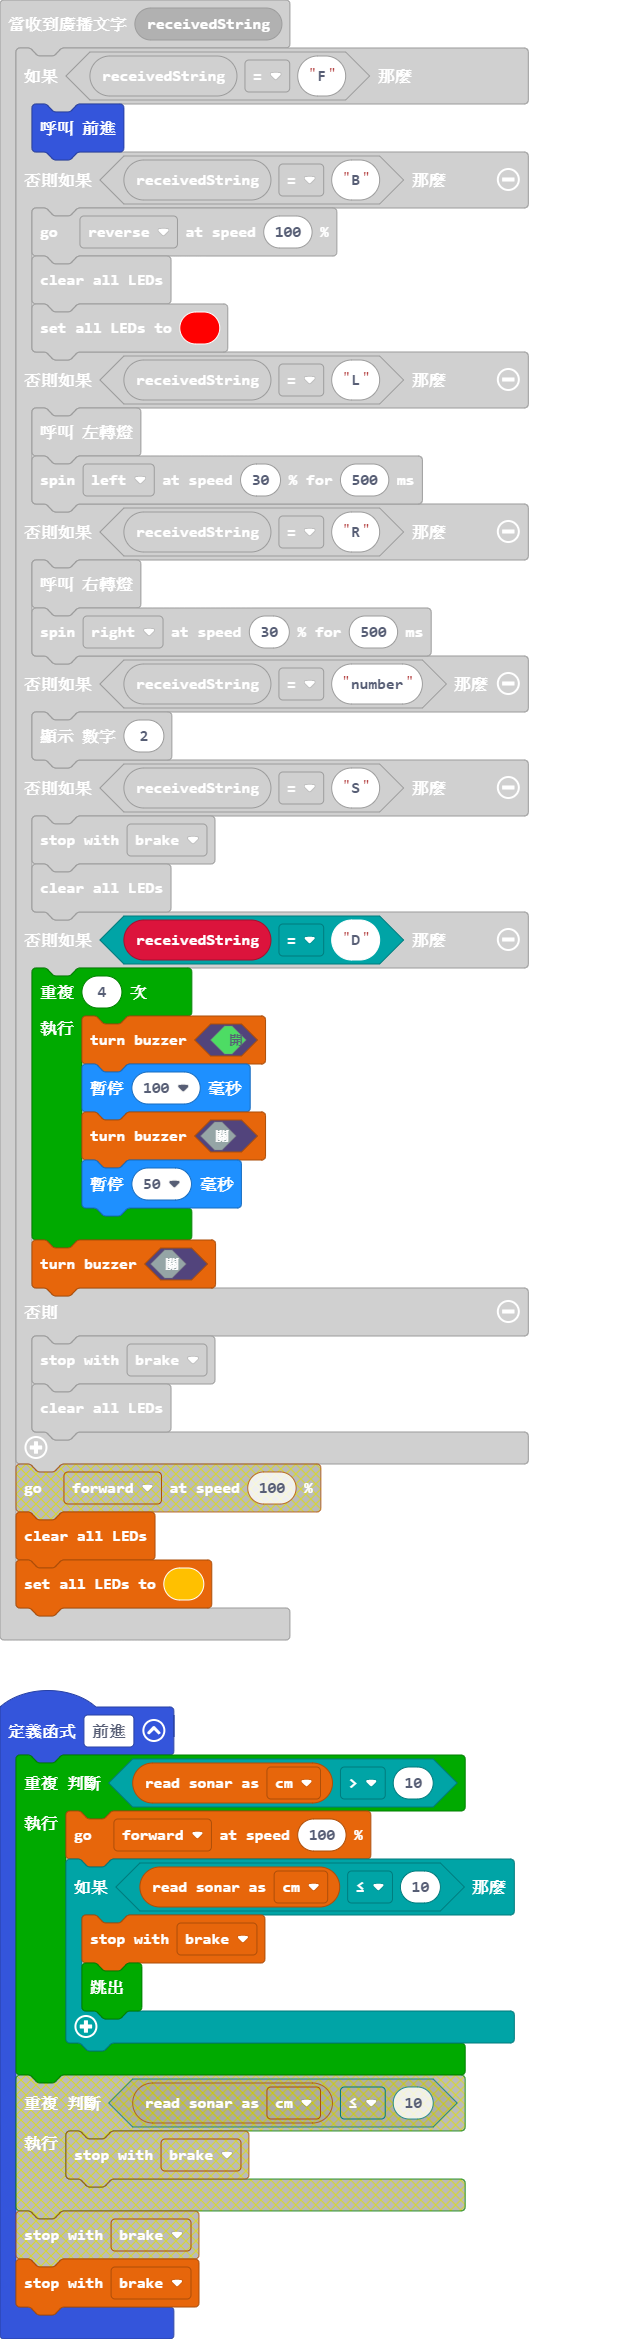 當收到廣播文字 receivedString
如果 receivedString = "F" 那麼
呼叫 前進
否則如果 receivedString = "B" 那麼
go reverse at speed 100 %
clear all LEDs
set all LEDs to
否則如果 receivedString = "L" 那麼
呼叫 左轉燈
spin left at speed 30 % for 500 ms
否則如果 receivedString = "R" 那麼
呼叫 右轉燈
spin right at speed 30 % for 500 ms
否則如果 receivedString = "number" 那麼
顯示 數字 2
否則如果 receivedString = "S" 那麼
stop with brake
clear all LEDs
否則如果 receivedString = "D" 那麼
重複 4 次
執行
turn buzzer 開
暫停 100 毫秒
turn buzzer 關
暫停 50 毫秒
turn buzzer 關
否則
stop with brake
clear all LEDs
go forward at speed 100 %
clear all LEDs
set all LEDs to
定義函式 前進
重複 判斷 read sonar as cm > 10
執行
go forward at speed 100 %
如果 read sonar as cm ≤ 10 那麼
stop with brake
跳出
重複 判斷 read sonar as cm ≤ 10
執行
stop with brake
stop with brake
stop with brake